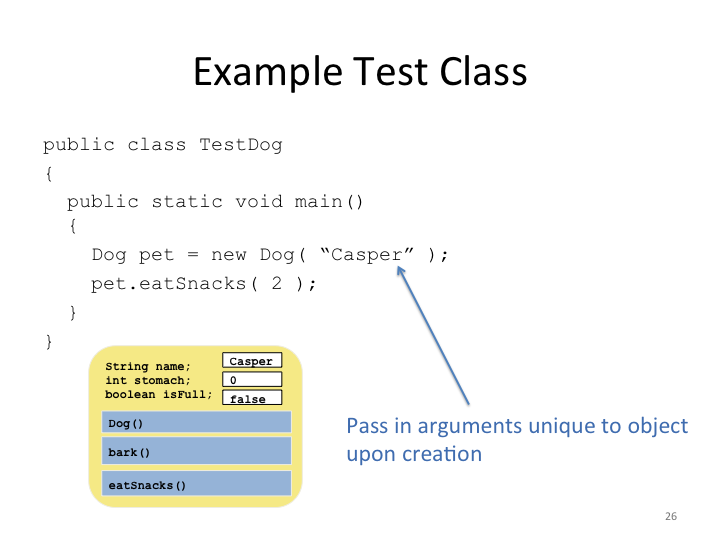 Example Test Class
public class TestDog
{
public static void main()
{
Dog pet = new Dog( “Casper” );
pet.eatSnacks( 2 );
}
}
String name;
Casper
int stomach;
0
boolean isFull;
false
Dog()
bark()
eatSnacks()
Pass in arguments unique to object
upon creation
26